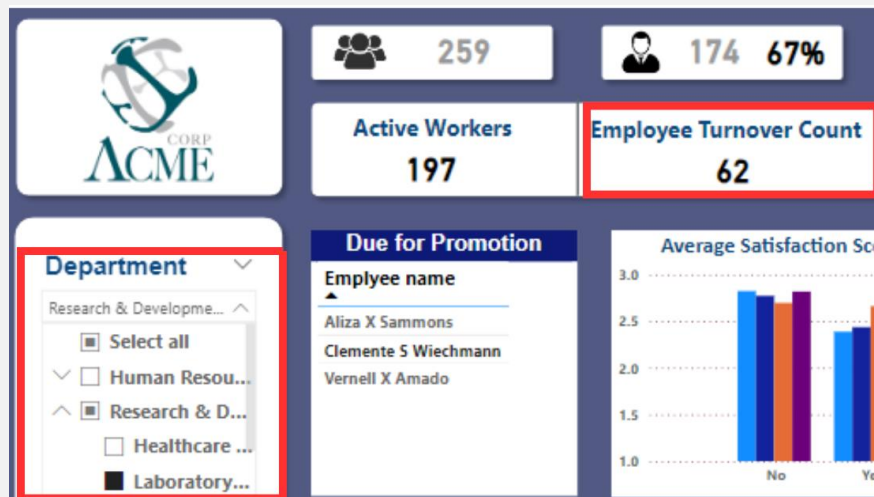 259
174 67%
CORP
ACME
Active Workers
197
Employee Turnover Count
62
Department
Research & Developme...
Select all
Human Resou...
Research & D...
Healthcare ...
Laboratory...
Due for Promotion
Emplyee name
Aliza X Sammons
Clemente S Wiechmann
Vernell X Amado
Average Satisfaction Sc
3.0
2.5
2.0
1.5
1.0
No
Ye